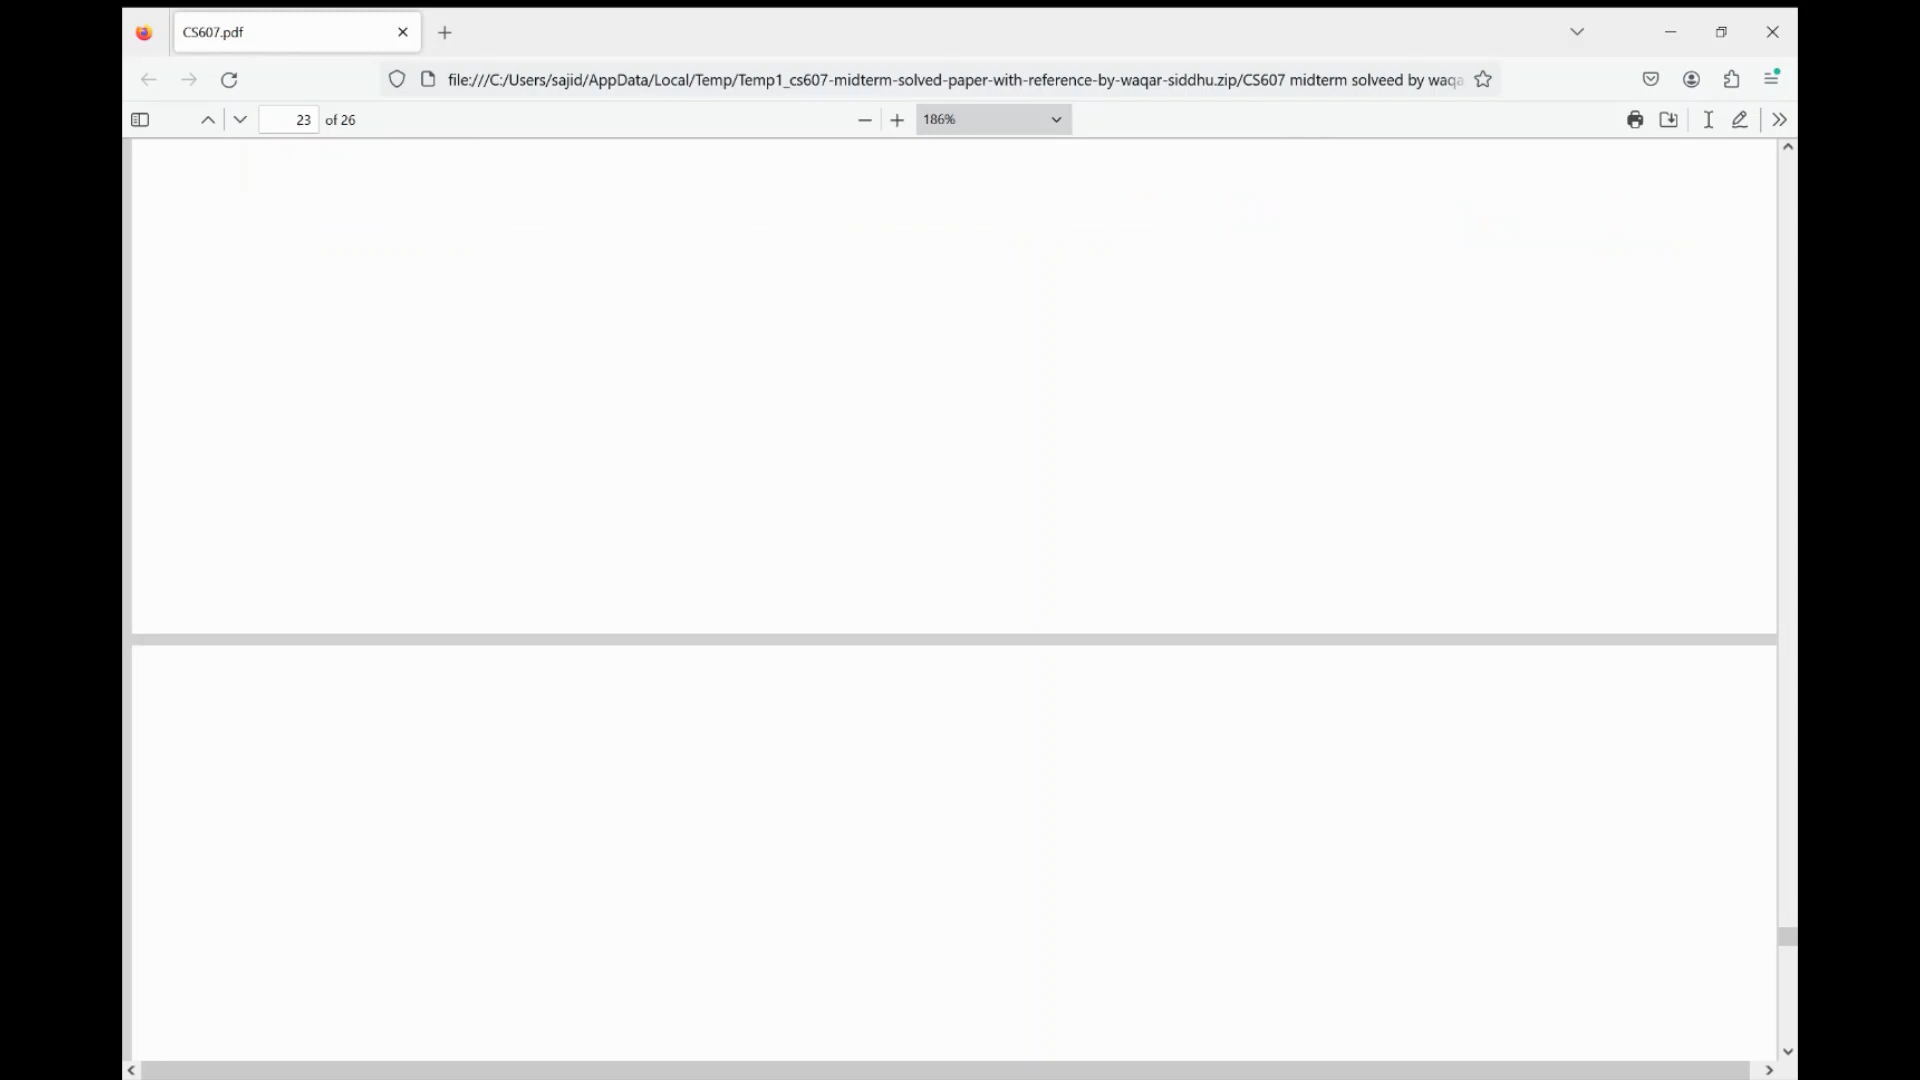 CS607.pdf
file:///C:/Users/sajid/AppData/Local/Temp/Temp1_cs607-midterm-solved-paper-with-reference-by-waqar-siddhu.zip/CS607 midterm solveed by waqa
23 of 26
186%